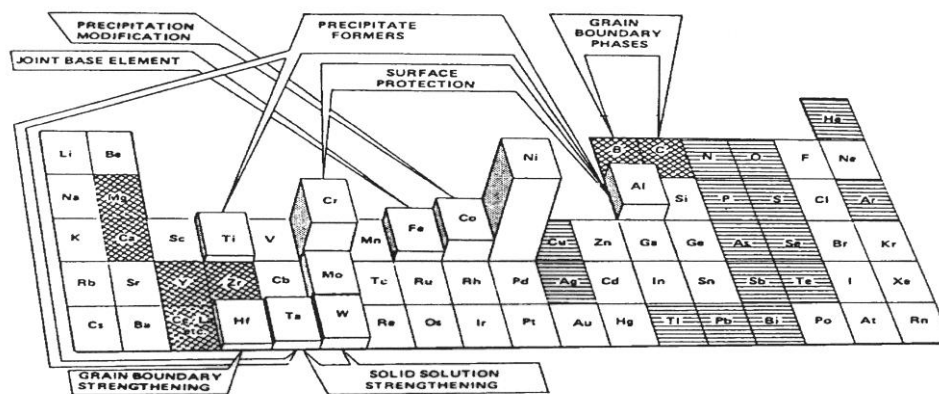 PRECIPITATION
MODIFICATION
PRECIPITATE
FORMERS
GRAIN
BOUNDARY
PHASES
JOINT BASE ELEMENT
SURFACE
PROTECTION
He
Li Be Ni B C N O F Ne
Na Mg Cr Al Si P S Cl Ar
K Ca Sc Ti V Mn Fe Co Cu Zn Ga Ge As Se Br Kr
Rb Sr Y Zr Cb Mo Tc Ru Rh Pd Ag Cd In Sn Sb Te I Xe
Cs Ba etc Hf Ta W Re Os Ir Pt Au Hg Tl Pb Bi Po At Rn
GRAIN BOUNDARY
STRENGTHENING
SOLID SOLUTION
STRENGTHENING